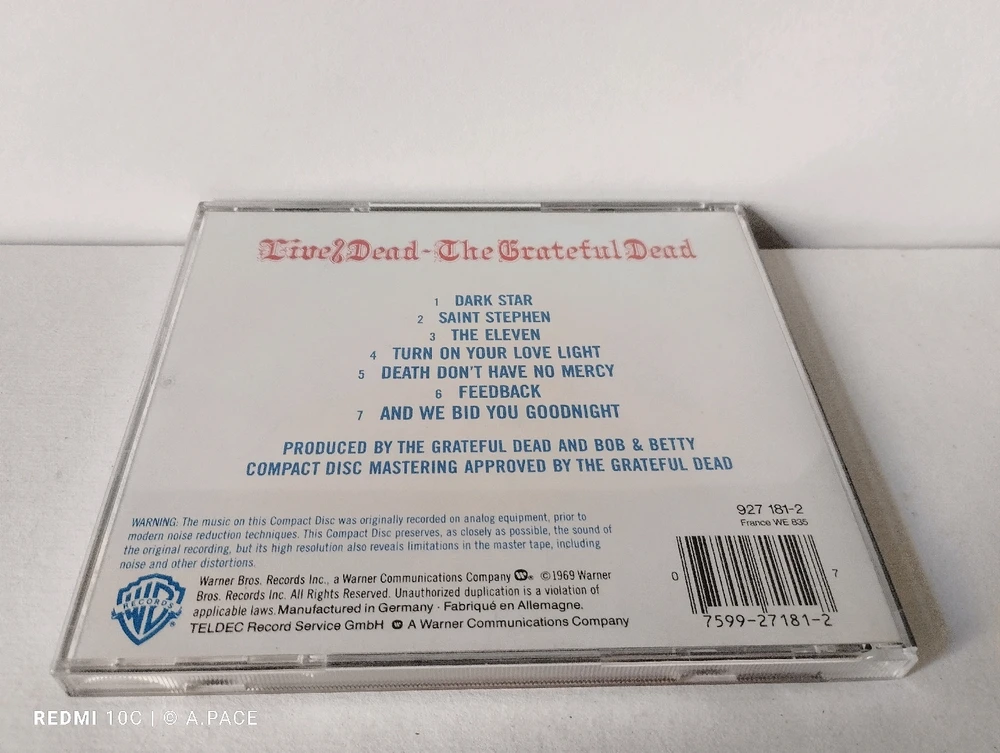 Live/Dead - The Grateful Dead
1 DARK STAR
2 SAINT STEPHEN
3 THE ELEVEN
4 TURN ON YOUR LOVE LIGHT
5 DEATH DON'T HAVE NO MERCY
6 FEEDBACK
7 AND WE BID YOU GOODNIGHT
PRODUCED BY THE GRATEFUL DEAD AND BOB & BETTY
COMPACT DISC MASTERING APPROVED BY THE GRATEFUL DEAD
927 181-2
France WE 835
WARNING: The music on this Compact Disc was originally recorded on analog equipment, prior to
modern noise reduction techniques. This Compact Disc preserves, as closely as possible, the sound of
the original recording, but its high resolution also reveals limitations in the master tape, including
noise and other distortions.
WB RECORDS ®
Warner Bros. Records Inc., a Warner Communications Company ®. ©1969 Warner
Bros. Records Inc. All Rights Reserved. Unauthorized duplication is a violation of
applicable laws. Manufactured in Germany · Fabriqué en Allemagne.
TELDEC Record Service GmbH A Warner Communications Company
0 7
7599-27181-2
REDMI 10C | © A.PACE